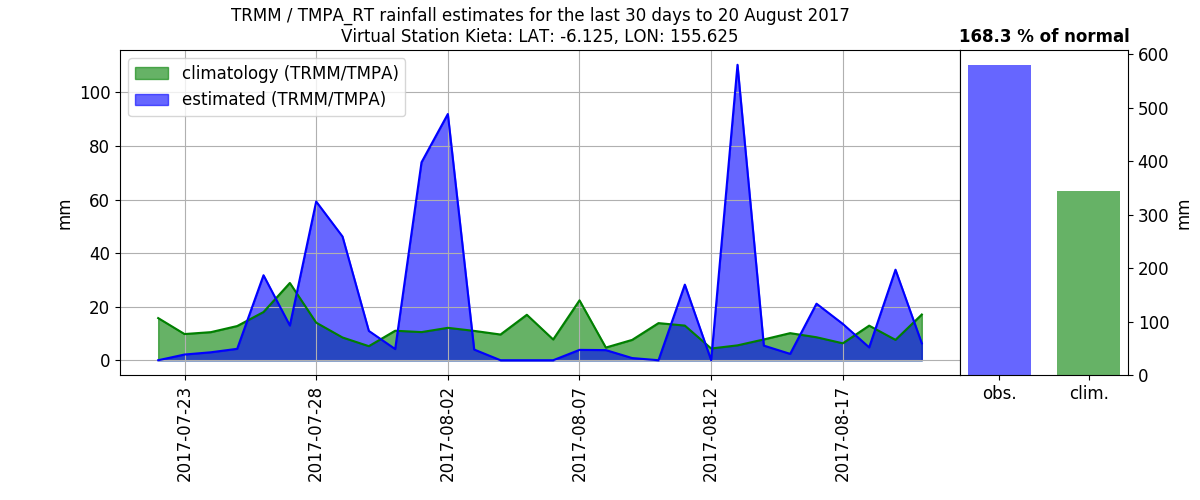 TRMM / TMPA_RT rainfall estimates for the last 30 days to 20 August 2017
Virtual Station Kieta: LAT: -6.125, LON: 155.625
168.3 % of normal
climatology (TRMM/TMPA)
estimated (TRMM/TMPA)
mm
100
80
60
40
20
0
2017-07-23
2017-07-28
2017-08-02
2017-08-07
2017-08-12
2017-08-17
600
500
400
300
200
100
0
mm
obs.
clim.